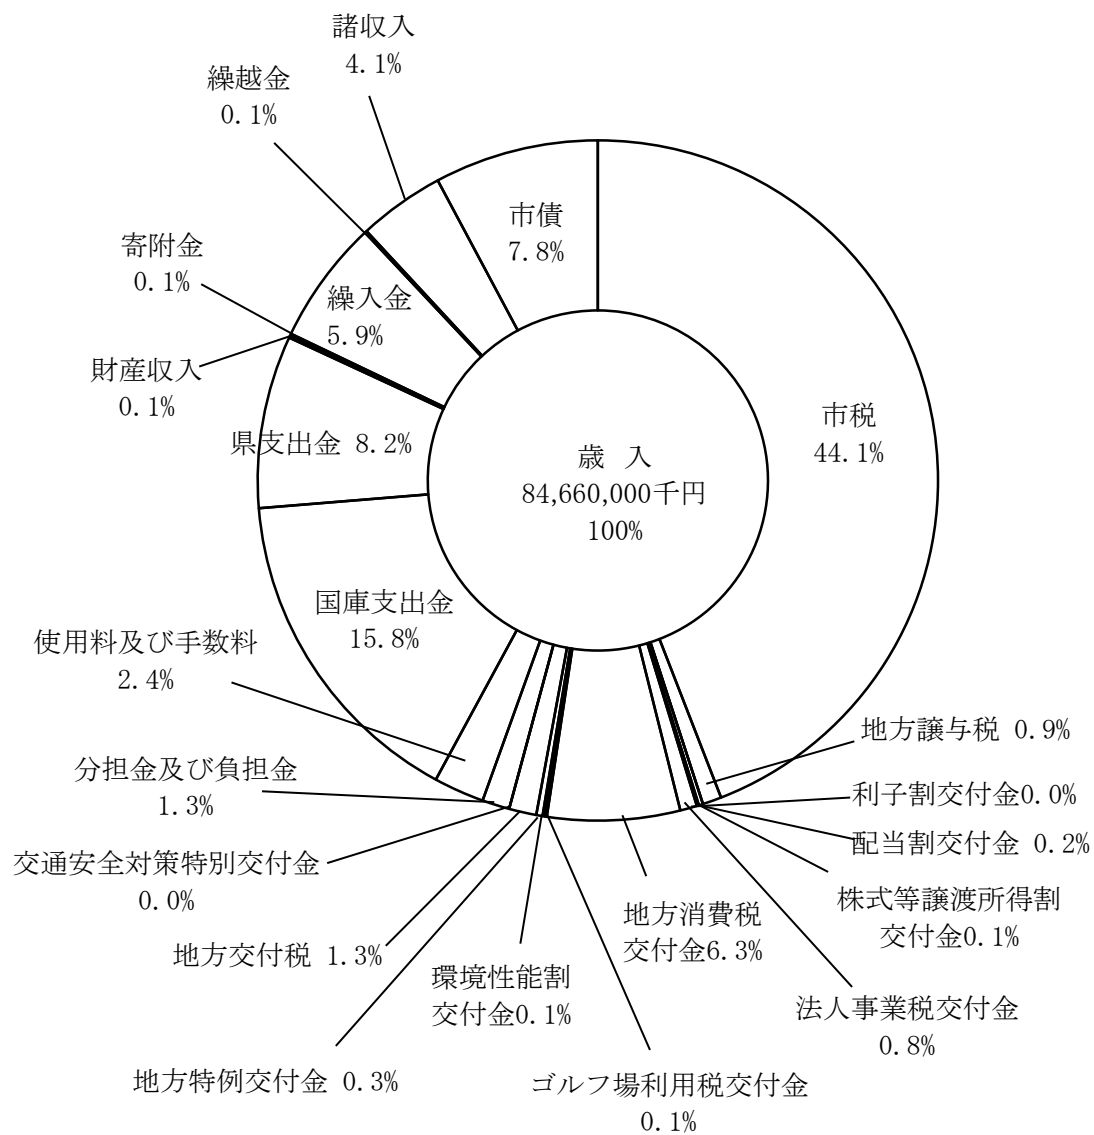 諸収入
4.1%
繰越金
0.1%
市債
7.8%
寄附金
0.1%
繰入金
5.9%
財産収入
0.1%
市税
44.1%
県支出金 8.2%
歳 入
84,660,000千円
100%
国庫支出金
15.8%
使用料及び手数料
2.4%
地方譲与税 0.9%
分担金及び負担金
1.3%
利子割交付金0.0%
配当割交付金 0.2%
交通安全対策特別交付金
0.0%
株式等譲渡所得割
交付金0.1%
地方消費税
交付金6.3%
地方交付税 1.3%
環境性能割
交付金0.1%
法人事業税交付金
0.8%
地方特例交付金 0.3%
ゴルフ場利用税交付金
0.1%